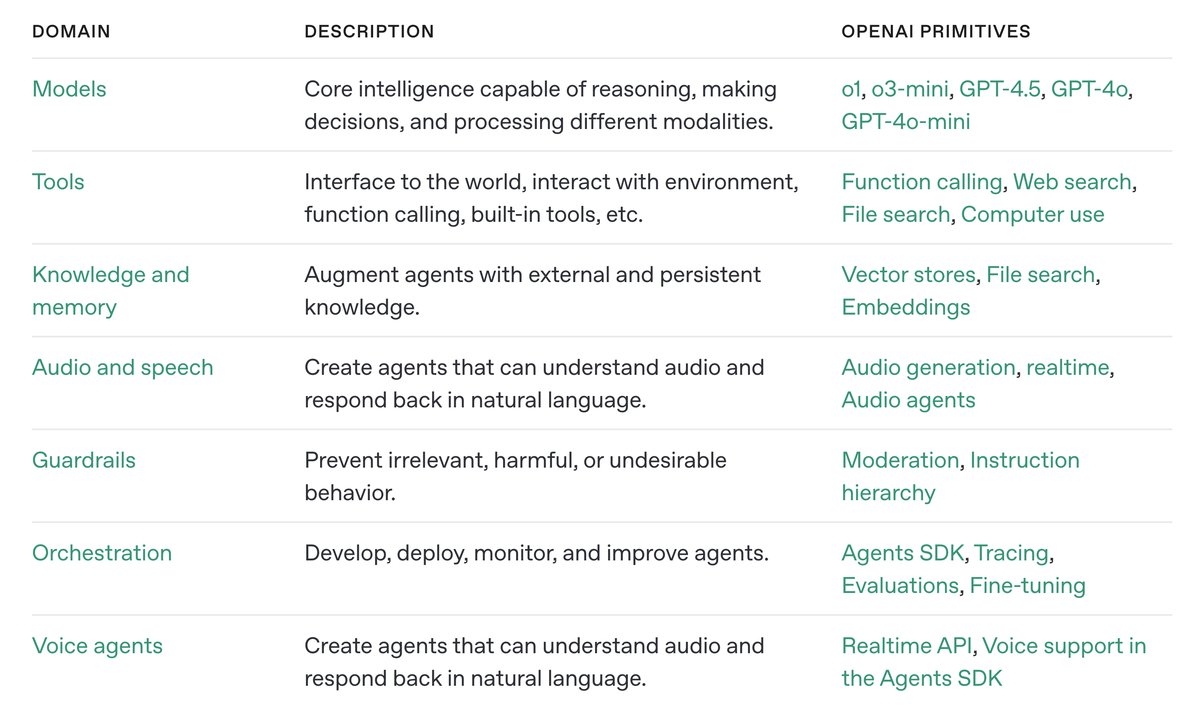 DOMAIN DESCRIPTION OPENAI PRIMITIVES
Models Core intelligence capable of reasoning, making o1, o3-mini, GPT-4.5, GPT-4o,
decisions, and processing different modalities. GPT-4o-mini
Tools Interface to the world, interact with environment, Function calling, Web search,
function calling, built-in tools, etc. File search, Computer use
Knowledge and Augment agents with external and persistent Vector stores, File search,
memory knowledge. Embeddings
Audio and speech Create agents that can understand audio and Audio generation, realtime,
respond back in natural language. Audio agents
Guardrails Prevent irrelevant, harmful, or undesirable Moderation, Instruction
behavior. hierarchy
Orchestration Develop, deploy, monitor, and improve agents. Agents SDK, Tracing,
Evaluations, Fine-tuning
Voice agents Create agents that can understand audio and Realtime API, Voice support in
respond back in natural language. the Agents SDK